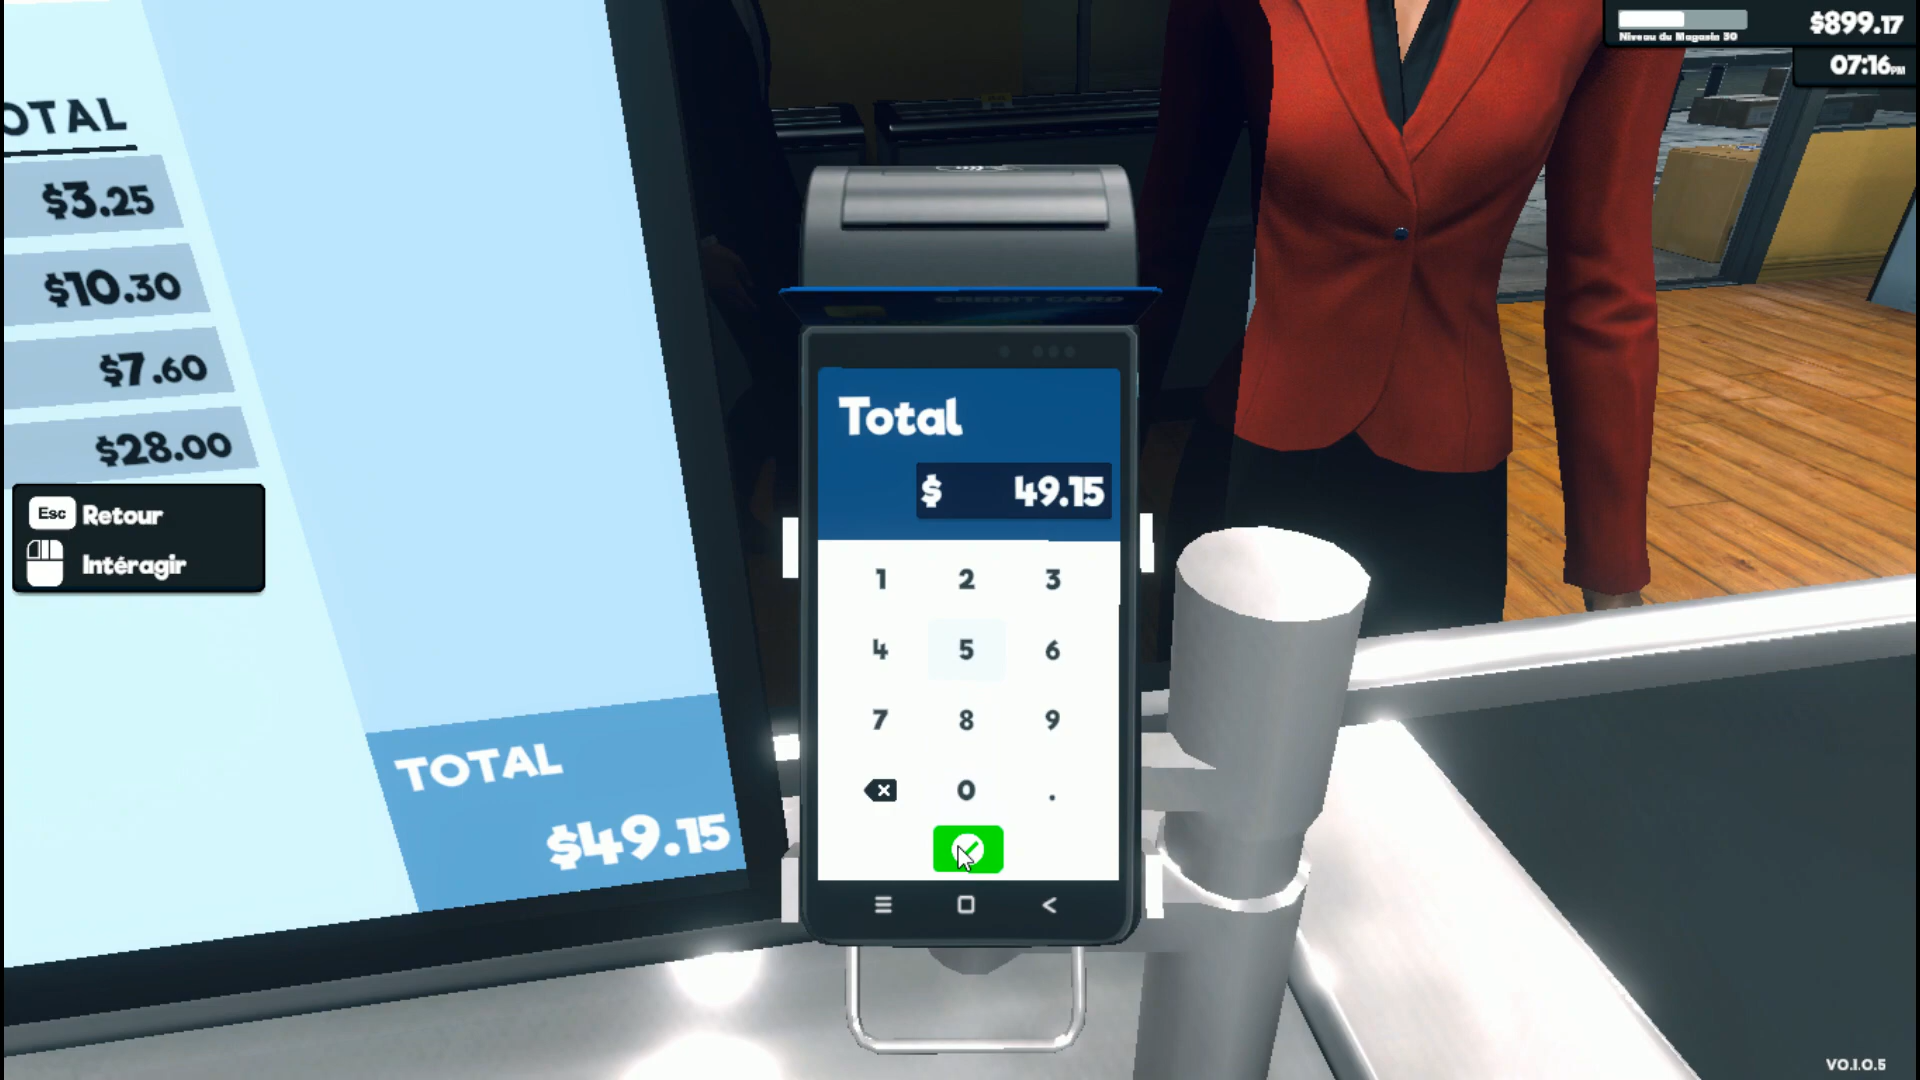 $899.17
Niveau du Magasin 30
07:16PM
OTAL
$3.25
$10.30
$7.60
$28.00
Esc Retour
Intéragir
TOTAL
$49.15
CREDIT CARD
Total
$ 49.15
1 2 3
4 5 6
7 8 9
0 .
V0.1.0.5